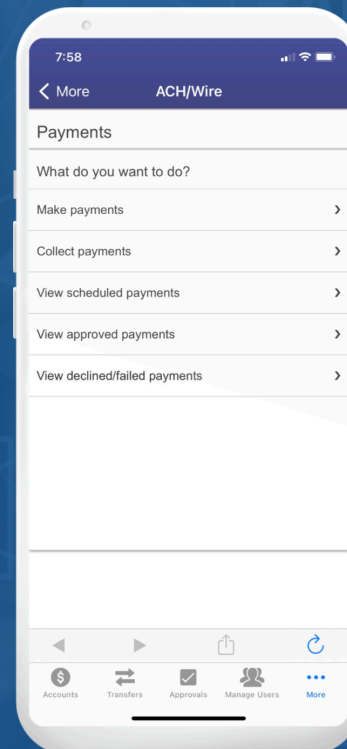 7:58
More ACH/Wire
Payments
What do you want to do?
Make payments
Collect payments
View scheduled payments
View approved payments
View declined/failed payments
Accounts Transfers Approvals Manage Users More